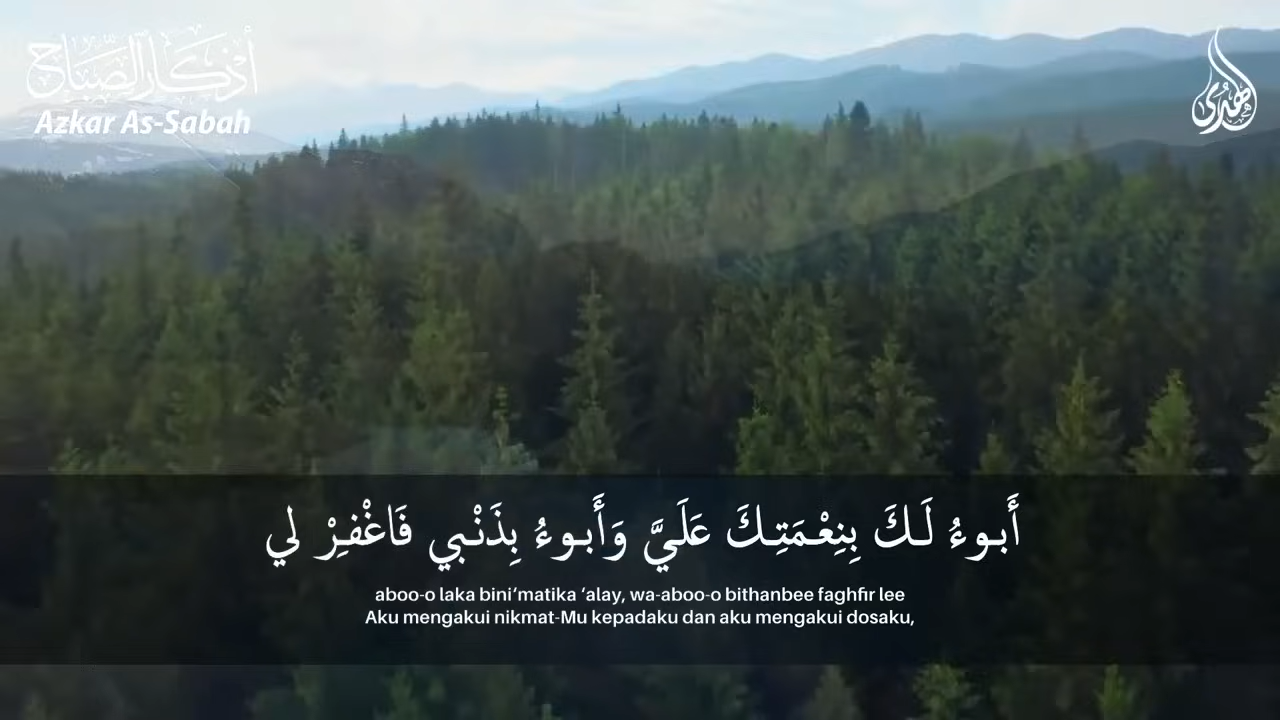 أذكار الصباح
Azkar As-Sabah
الهدى
أَبوءُ لَكَ بِنِعْمَتِكَ عَلَيَّ وَأَبوءُ بِذَنْبي فَاغْفِرْ لي
aboo-o laka bini‘matika ‘alay, wa-aboo-o bithanbee faghfir lee
Aku mengakui nikmat-Mu kepadaku dan aku mengakui dosaku,